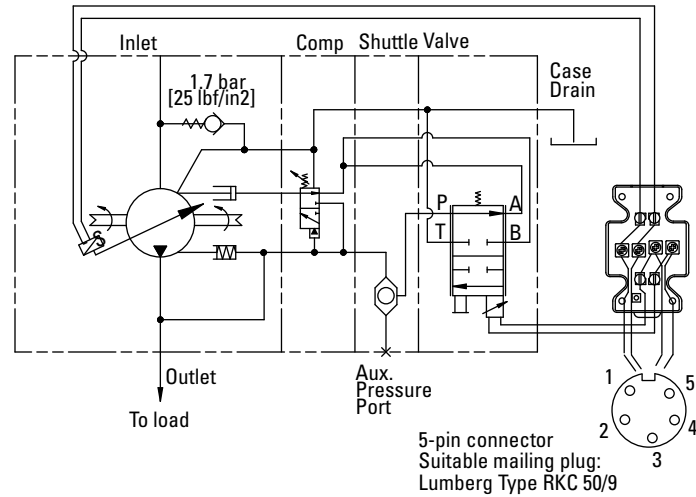 Inlet
Comp
Shuttle
Valve
1.7 bar
[25 lbf/in2]
Case
Drain
P
A
T
B
S
Outlet
To load
Aux.
Pressure
Port
1
5
2
4
3
5-pin connector
Suitable mailing plug:
Lumberg Type RKC 50/9